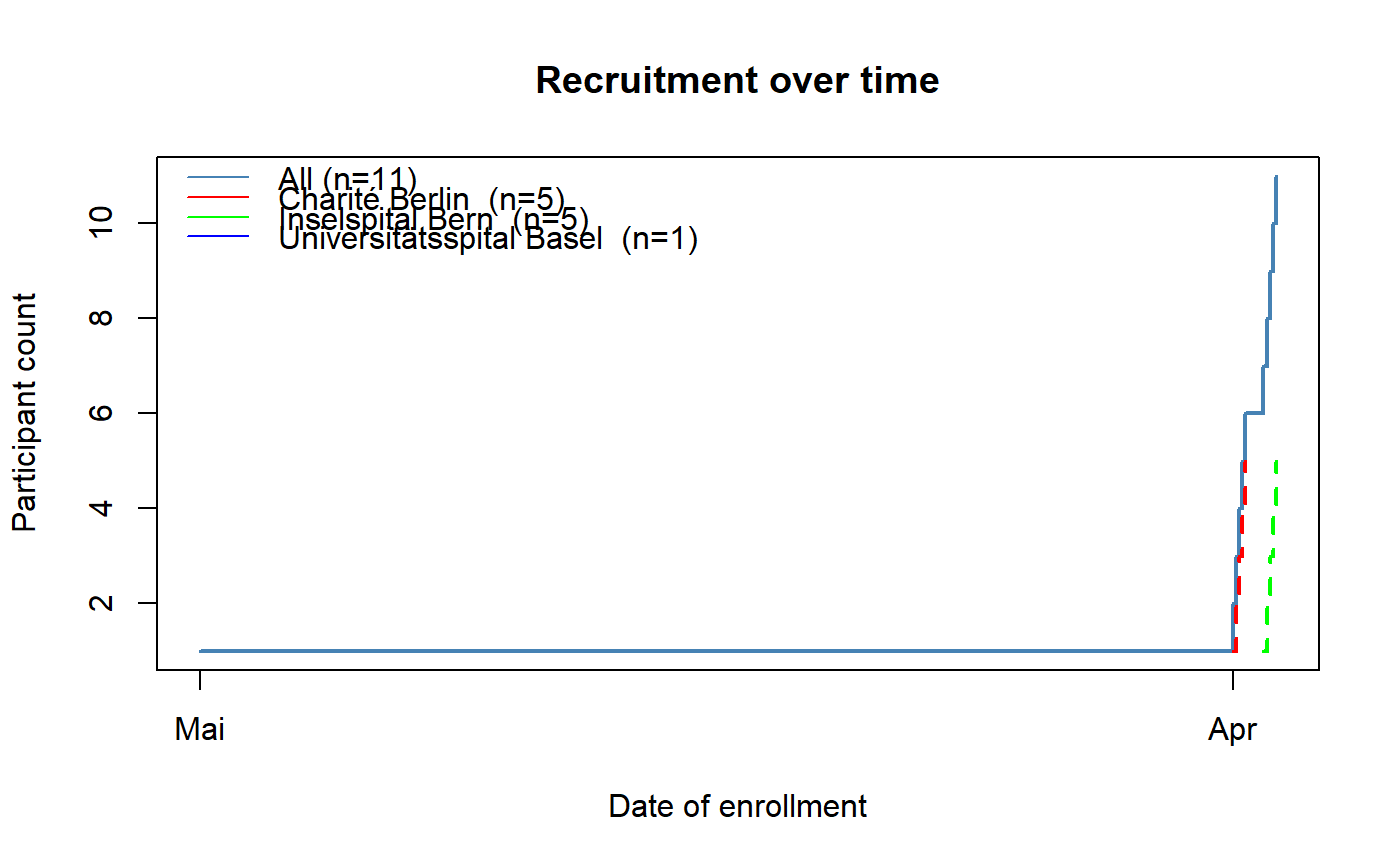 Recruitment over time
All (n=11)
Charité Berlin (n=5)
Inselspital Bern (n=5)
Universitätsspital Basel (n=1)
Participant count
10
8
6
4
2
Mai Apr
Date of enrollment